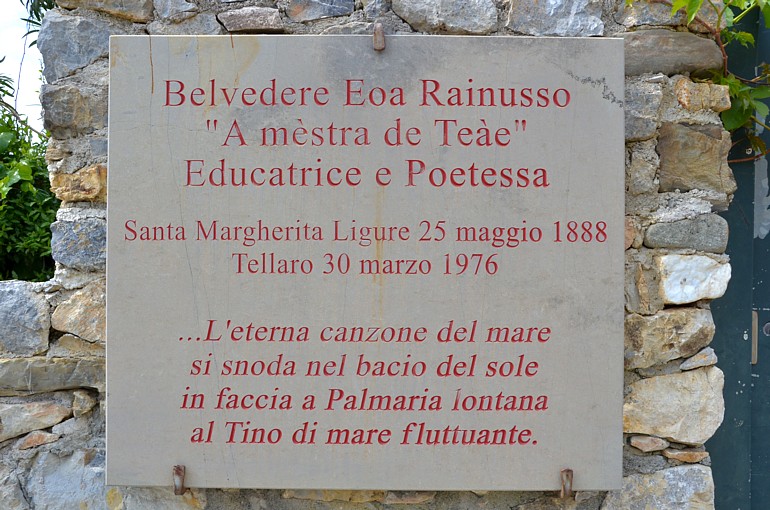 Belvedere Eoa Rainusso
"A mèstra de Teàe"
Educatrice e Poetessa
Santa Margherita Ligure 25 maggio 1888
Tellaro 30 marzo 1976
...L'eterna canzone del mare
si snoda nel bacio del sole
in faccia a Palmaria lontana
al Tino di mare fluttuante.